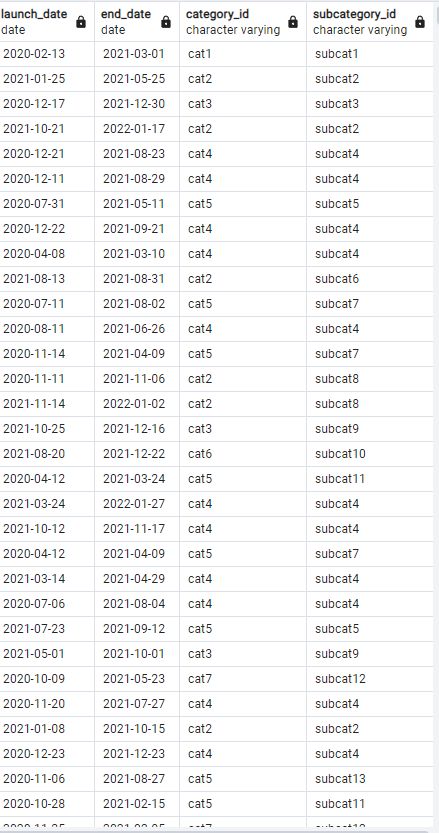 launch_date end_date category_id subcategory_id
date date character varying character varying
2020-02-13 2021-03-01 cat1 subcat1
2021-01-25 2021-05-25 cat2 subcat2
2020-12-17 2021-12-30 cat3 subcat3
2021-10-21 2022-01-17 cat2 subcat2
2020-12-21 2021-08-23 cat4 subcat4
2020-12-11 2021-08-29 cat4 subcat4
2020-07-31 2021-05-11 cat5 subcat5
2020-12-22 2021-09-21 cat4 subcat4
2020-04-08 2021-03-10 cat4 subcat4
2021-08-13 2021-08-31 cat2 subcat6
2020-07-11 2021-08-02 cat5 subcat7
2020-08-11 2021-06-26 cat4 subcat4
2020-11-14 2021-04-09 cat5 subcat7
2020-11-11 2021-11-06 cat2 subcat8
2021-11-14 2022-01-02 cat2 subcat8
2021-10-25 2021-12-16 cat3 subcat9
2021-08-20 2021-12-22 cat6 subcat10
2020-04-12 2021-03-24 cat5 subcat11
2021-03-24 2022-01-27 cat4 subcat4
2021-10-12 2021-11-17 cat4 subcat4
2020-04-12 2021-04-09 cat5 subcat7
2021-03-14 2021-04-29 cat4 subcat4
2020-07-06 2021-08-04 cat4 subcat4
2021-07-23 2021-09-12 cat5 subcat5
2021-05-01 2021-10-01 cat3 subcat9
2020-10-09 2021-05-23 cat7 subcat12
2020-11-20 2021-07-27 cat4 subcat4
2021-01-08 2021-10-15 cat2 subcat2
2020-12-23 2021-12-23 cat4 subcat4
2020-11-06 2021-08-27 cat5 subcat13
2020-10-28 2021-02-15 cat5 subcat11